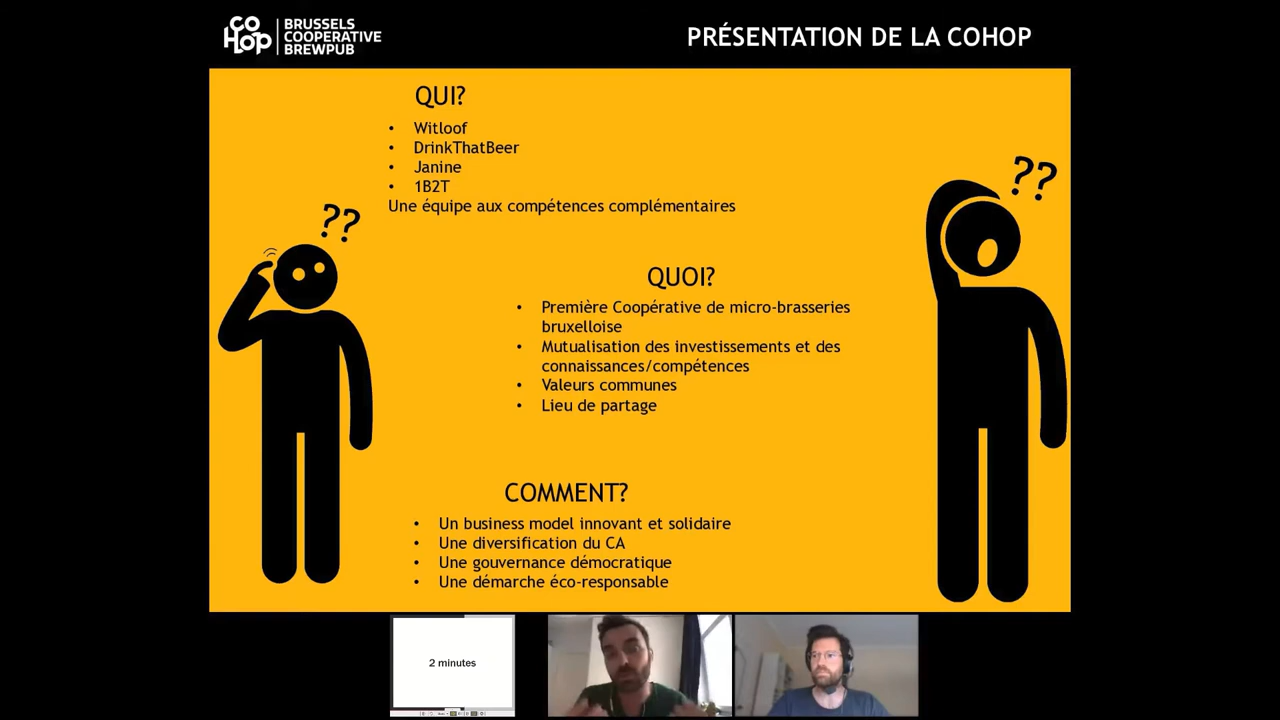 CO
HOP
BRUSSELS
COOPERATIVE
BREWPUB
PRÉSENTATION DE LA COHOP
QUI?
• Witloof
• DrinkThatBeer
• Janine
• 1B2T
Une équipe aux compétences complémentaires
??
??
QUOI?
• Première Coopérative de micro-brasseries
bruxelloise
• Mutualisation des investissements et des
connaissances/compétences
• Valeurs communes
• Lieu de partage
COMMENT?
• Un business model innovant et solidaire
• Une diversification du CA
• Une gouvernance démocratique
• Une démarche éco-responsable
2 minutes